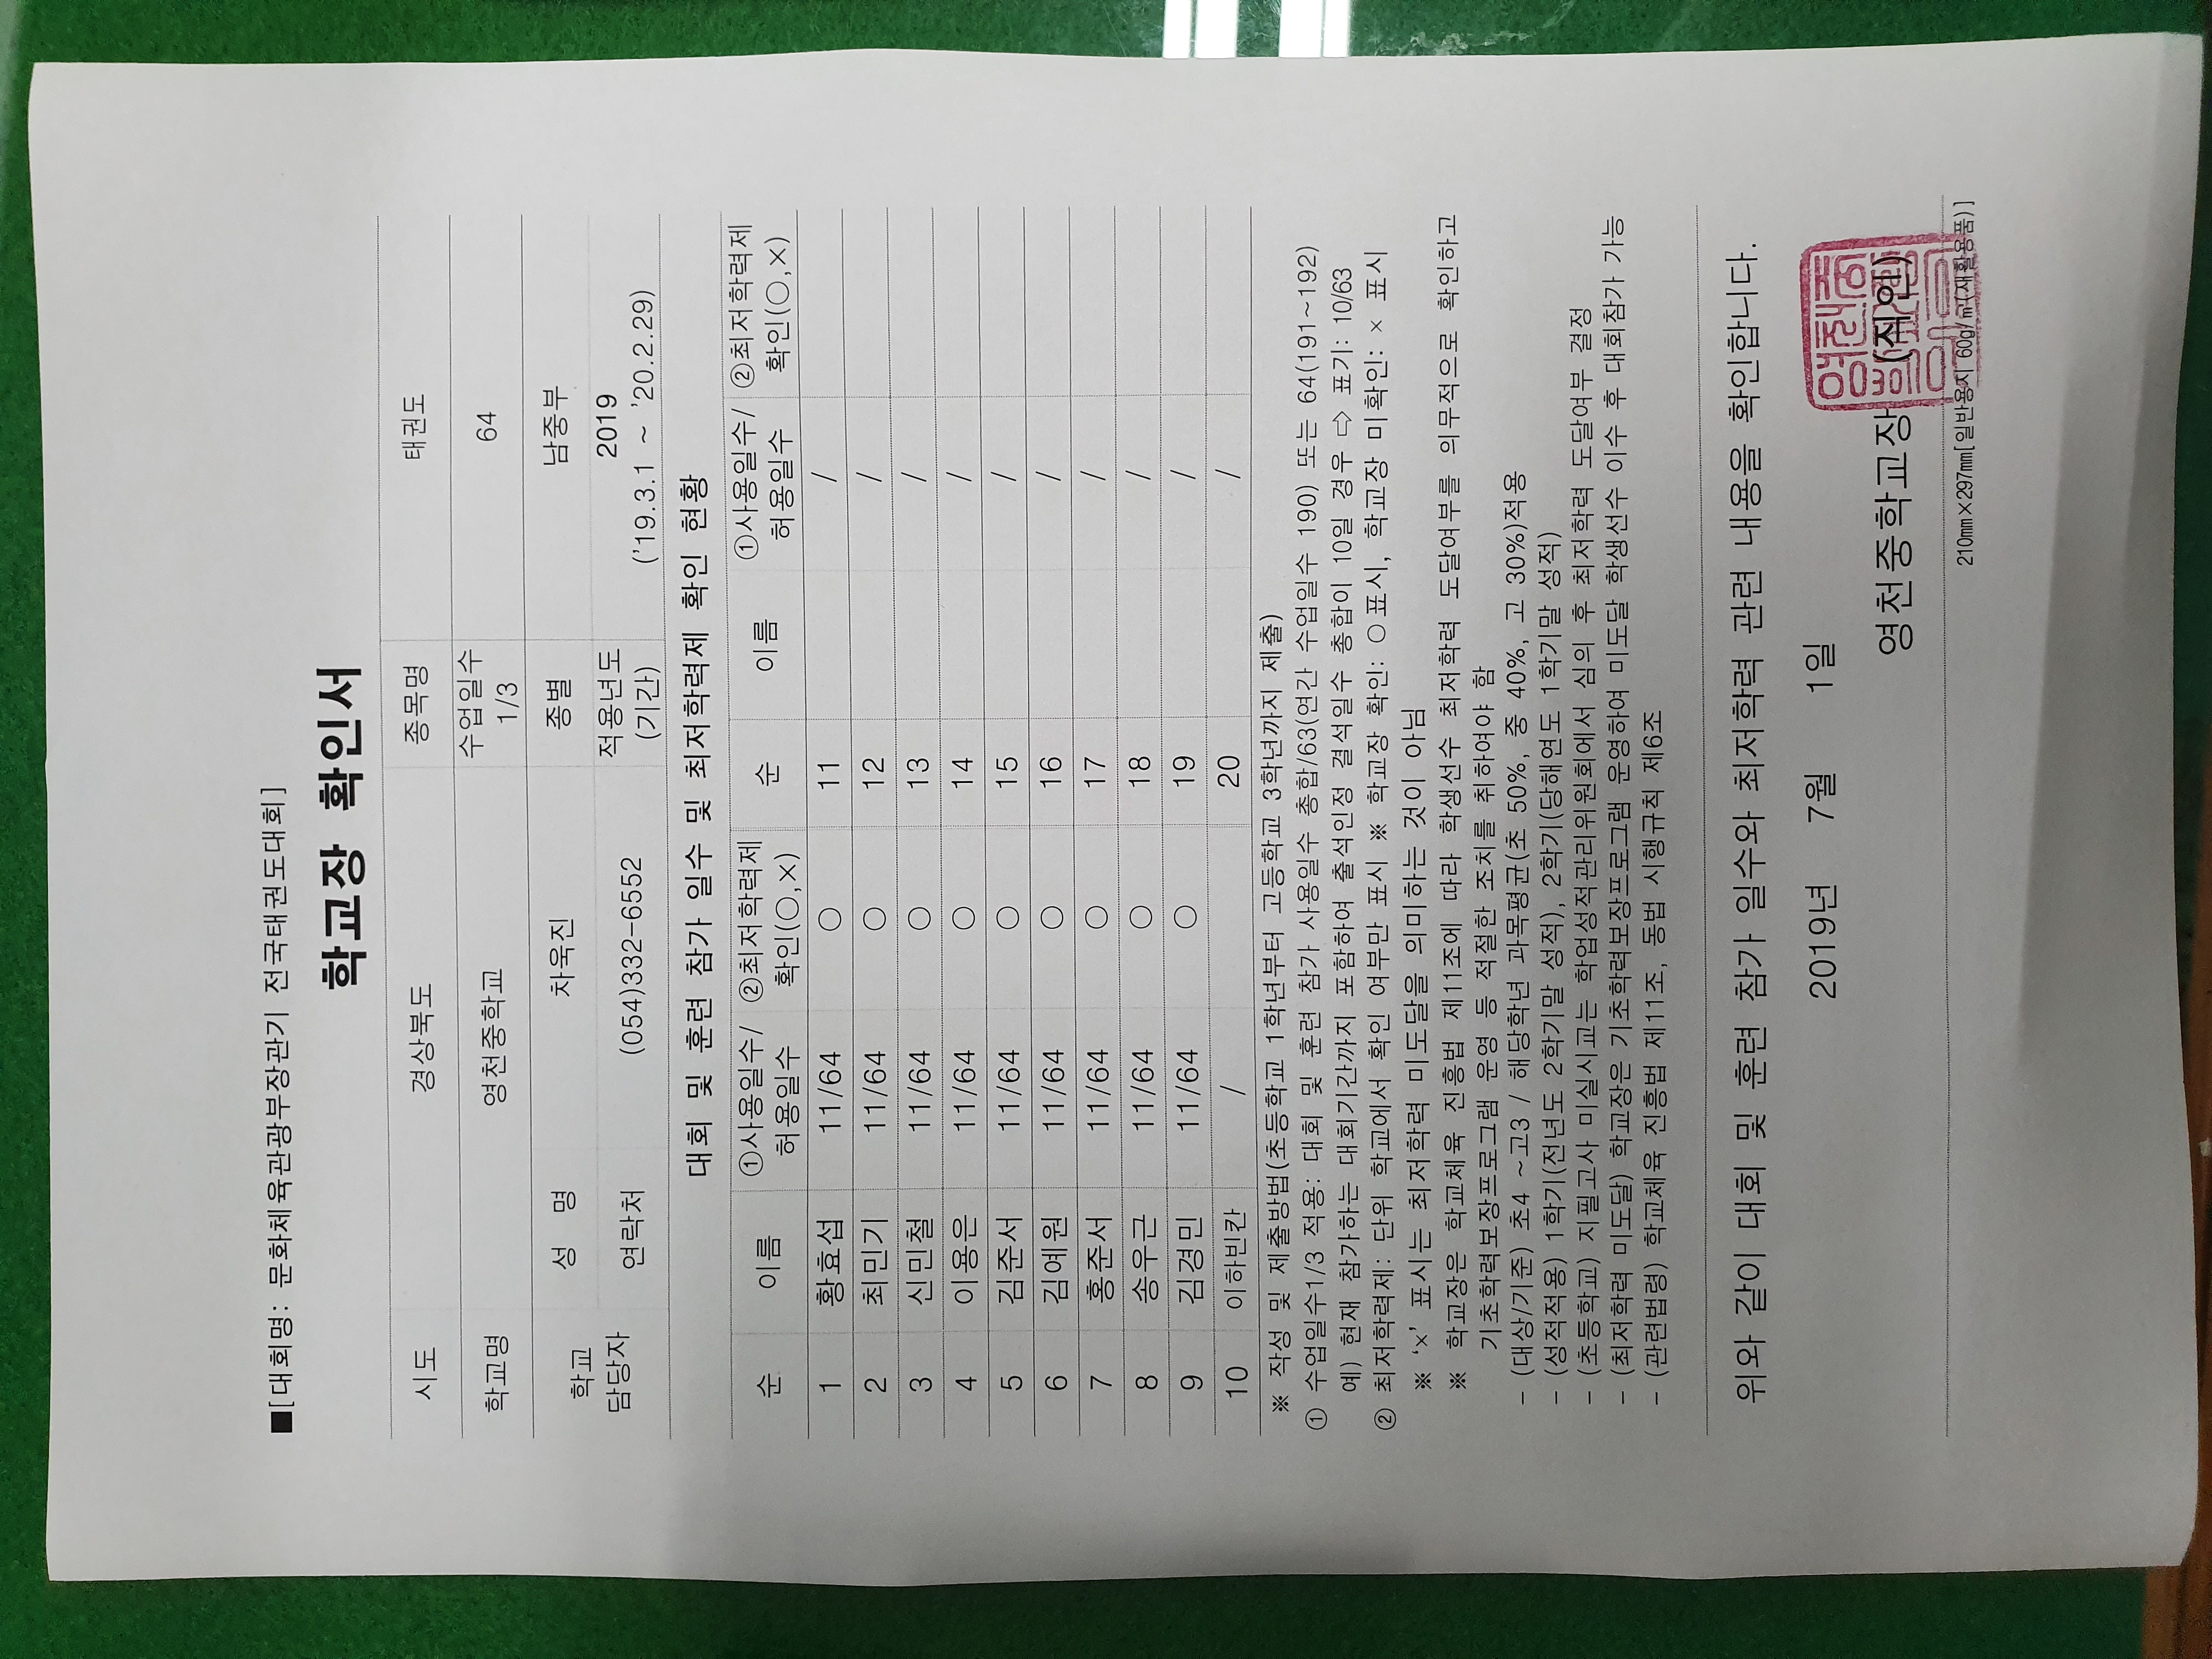 ■[대회명: 문화체육관광부장관기 전국태권도대회]
학교장 확인서
시도 경상북도 종목명 태권도
학교명 영천중학교 수업일수 1/3 64
학교 담당자 성 명 차욱진 종별 남중부
연락처 (054)332-6552 적용년도 (기간) 2019 ('19.3.1 ~ '20.2.29)
대회 및 훈련 참가 일수 및 최저학력제 확인 현황
순 이름 ①사용일수/허용일수 ②최저학력제 확인(○,×) 순 이름 ①사용일수/허용일수 ②최저학력제 확인(○,×)
1 황효섭 11/64 ○ 11 /
2 최민기 11/64 ○ 12 /
3 신민철 11/64 ○ 13 /
4 이용은 11/64 ○ 14 /
5 김준서 11/64 ○ 15 /
6 김예원 11/64 ○ 16 /
7 홍준서 11/64 ○ 17 /
8 송우근 11/64 ○ 18 /
9 김경민 11/64 ○ 19 /
10 이하빈칸 / 20 /
※ 작성 및 제출방법(초등학교 1학년부터 고등학교 3학년까지 제출)
① 수업일수1/3 적용: 대회 및 훈련 참가 사용일수 총합/63(연간 수업일수 190) 또는 64(191~192)
예) 현재 참가하는 대회기간까지 포함하여 출석인정 결석일수 총합이 10일 경우 ⇨ 표기: 10/63
② 최저학력제: 단위 학교에서 확인 여부만 표시 ※ 학교장 확인: ○표시, 학교장 미확인: × 표시
※ '×' 표시는 최저학력 미도달을 의미하는 것이 아님
※ 학교장은 학교체육 진흥법 제11조에 따라 학생선수 최저학력 도달여부를 의무적으로 확인하고
기초학력보장프로그램 운영 등 적절한 조치를 취하여야 함
- (대상/기준) 초4 ~고3 / 해당학년 과목평균(초 50%, 중 40%, 고 30%)적용
- (성적적용) 1학기(전년도 2학기말 성적), 2학기(당해연도 1학기말 성적)
- (초등학교) 지필고사 미실시교는 학업성적관리위원회에서 심의 후 최저학력 도달여부 결정
- (최저학력 미도달) 학교장은 기초학력보장프로그램 운영하여 미도달 학생선수 이수 후 대회참가 가능
- (관련법령) 학교체육 진흥법 제11조, 동법 시행규칙 제6조
위와 같이 대회 및 훈련 참가 일수와 최저학력 관련 내용을 확인합니다.
2019년 7월 1일
영천중학교장 (직인)
210㎜×297㎜[일반용지 60g/㎡(재활용품)]